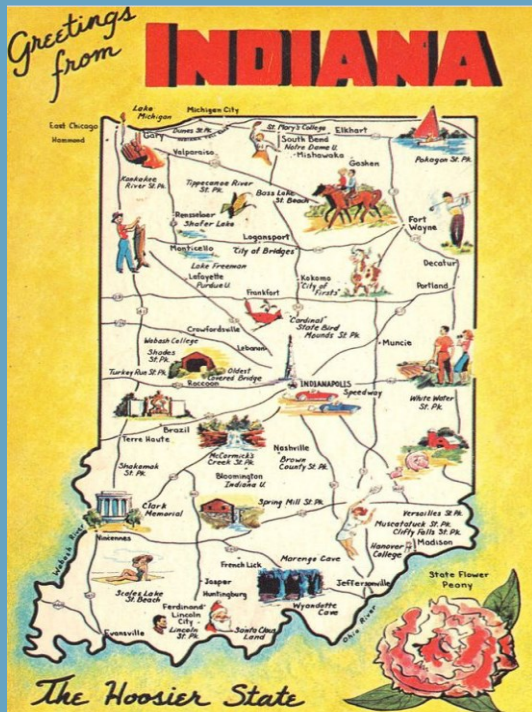 Greetings
from
INDIANA
Lake
Michigan
Michigan City
East Chicago
Hammond
Gary
Dunes St. Pk.
St. Mary's College
Elkhart
South Bend
Notre Dame U.
Mishawaka
Valparaiso
Goshen
Pokagon St. Pk.
Kankakee
River St. Pk.
Tippecanoe River
St. Pk.
Bass Lake
St. Beach
Rensselaer
Shafer Lake
Fort
Wayne
Logansport
Monticello
"City of Bridges"
Lake Freeman
Decatur
Lafayette
Purdue U.
Kokomo
"City of
Firsts"
Portland
Frankfort
"Cardinal"
State Bird
Mounds St. Pk.
Crawfordsville
Wabash College
Lebanon
Muncie
Shades
St. Pk.
Oldest
Covered Bridge
Turkey Run St. Pk.
Raccoon
INDIANAPOLIS
Speedway
White Water
St. Pk.
Brazil
Terre Haute
McCormick's
Creek St. Pk.
Nashville
Brown
County St. Pk.
Shakamak
St. Pk.
Bloomington
Indiana U.
Clark
Memorial
Spring Mill St. Pk.
Versailles St. Pk.
Muscatatuck St. Pk.
Clifty Falls St. Pk.
Hanover
College
Madison
Wabash River
Vincennes
French Lick
Marengo Cave
Jeffersonville
State Flower
Peony
Scales Lake
St. Beach
Jasper
Huntingburg
Wyandotte
Cave
Ferdinand
Lincoln
City
Lincoln
St. Pk.
Santa Claus
Land
Evansville
Ohio River
The Hoosier State